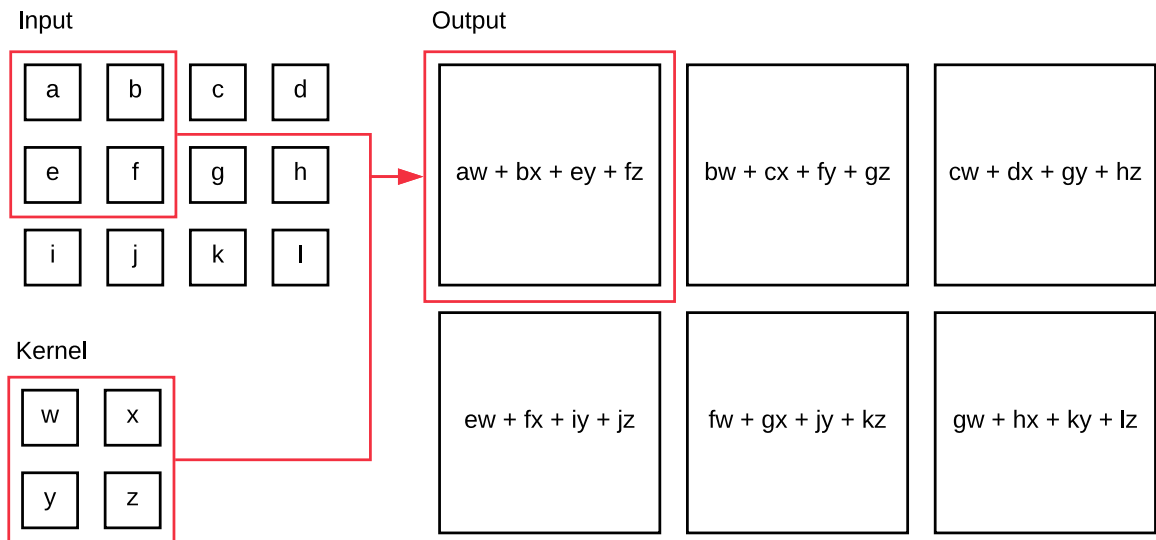 Input
a b c d
e f g h
i j k l
Kernel
w x
y z
Output
aw + bx + ey + fz
bw + cx + fy + gz
cw + dx + gy + hz
ew + fx + iy + jz
fw + gx + jy + kz
gw + hx + ky + lz